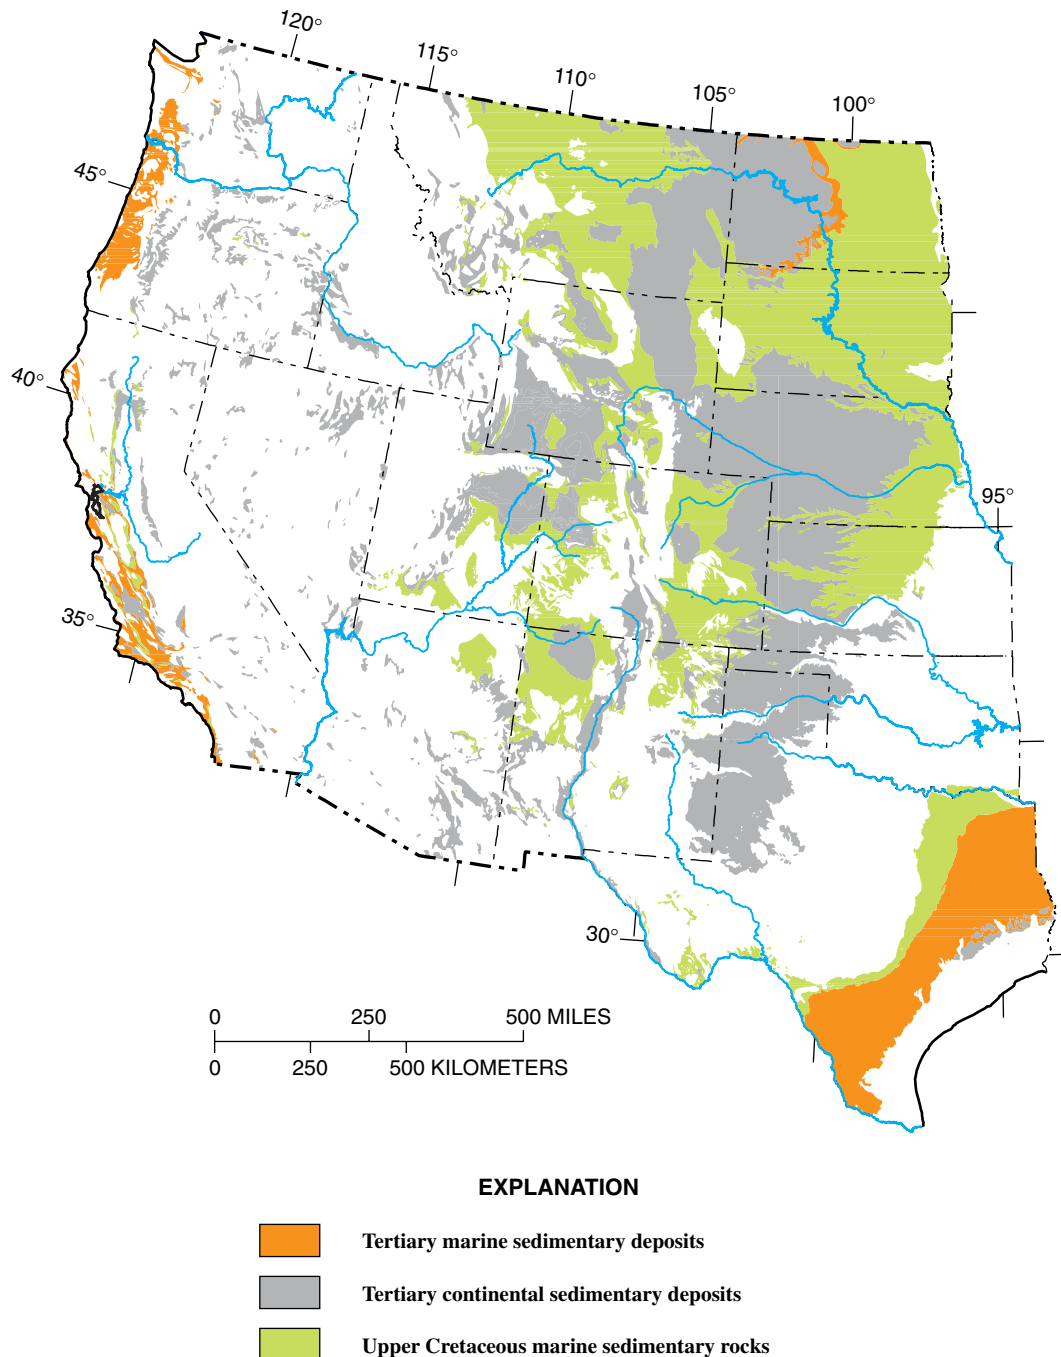 120°
115°
110°
105°
100°
45°
40°
95°
35°
30°
0 250 500 MILES
0 250 500 KILOMETERS
EXPLANATION
Tertiary marine sedimentary deposits
Tertiary continental sedimentary deposits
Upper Cretaceous marine sedimentary rocks